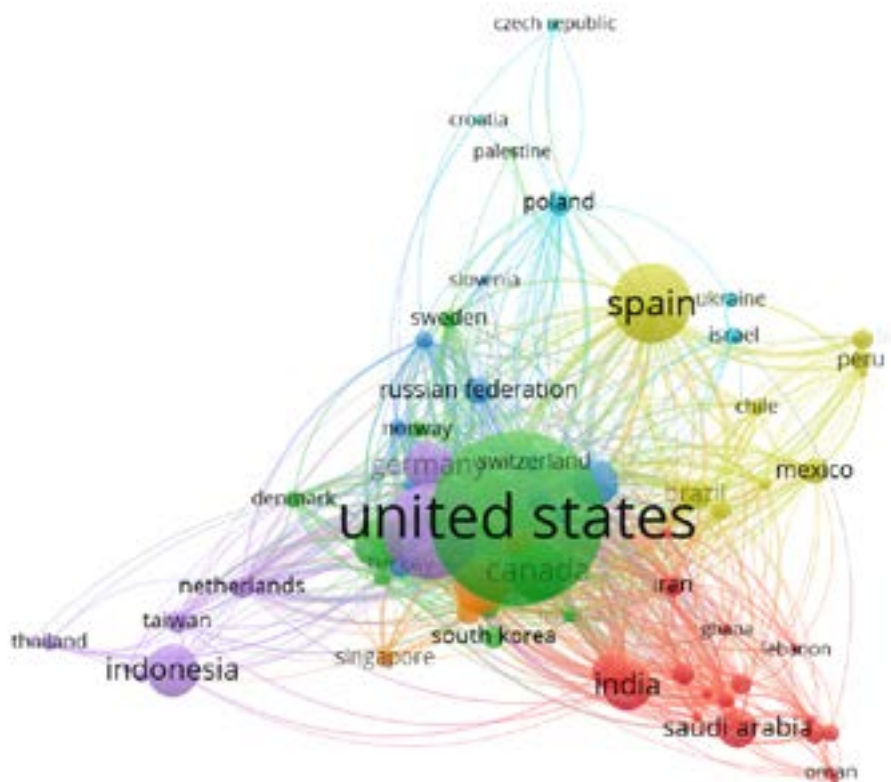 czech republic
croatia
palestine
poland
slovenia
spain
ukraine
sweden
israel
peru
russian federation
chile
norway
germany
switzerland
mexico
brazil
denmark
united states
canada
netherlands
iran
taiwan
ghana
south korea
thailand
lebanon
singapore
indonesia
india
saudi arabia
oman